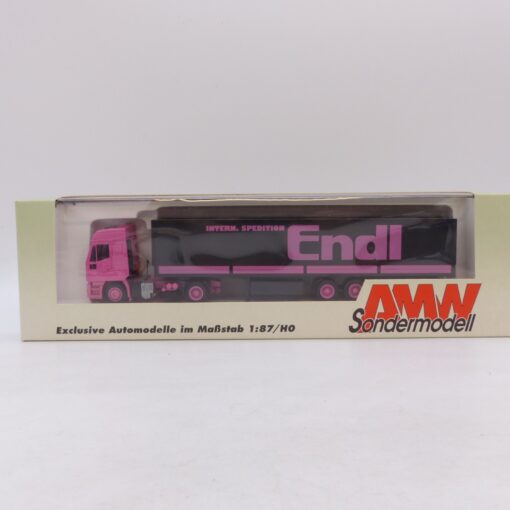 INTERN. SPEDITION
Endl
AMW
Sondermodell
Exclusive Automodelle im Maßstab 1:87/H0